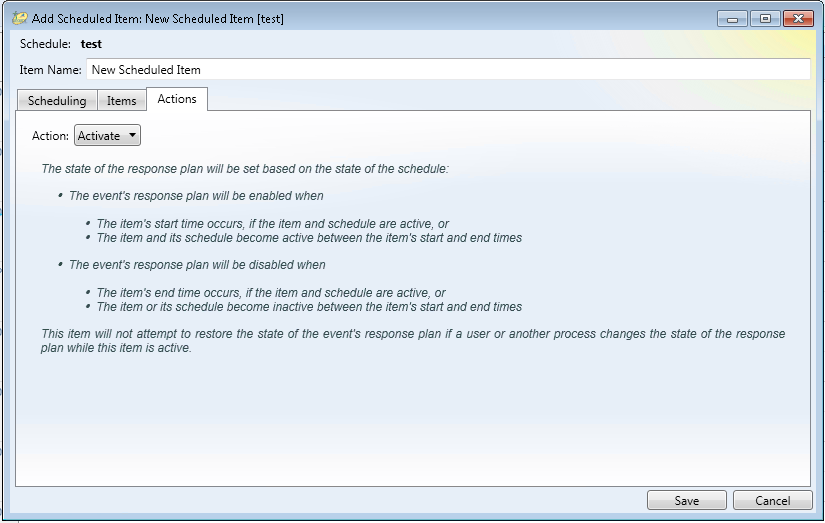 Add Scheduled Item: New Scheduled Item [test]
Schedule: test
Item Name: New Scheduled Item
Scheduling Items Actions
Action: Activate
The state of the response plan will be set based on the state of the schedule:
• The event's response plan will be enabled when
• The item's start time occurs, if the item and schedule are active, or
• The item and its schedule become active between the item's start and end times
• The event's response plan will be disabled when
• The item's end time occurs, if the item and schedule are active, or
• The item or its schedule become inactive between the item's start and end times
This item will not attempt to restore the state of the event's response plan if a user or another process changes the state of the response
plan while this item is active.
Save Cancel